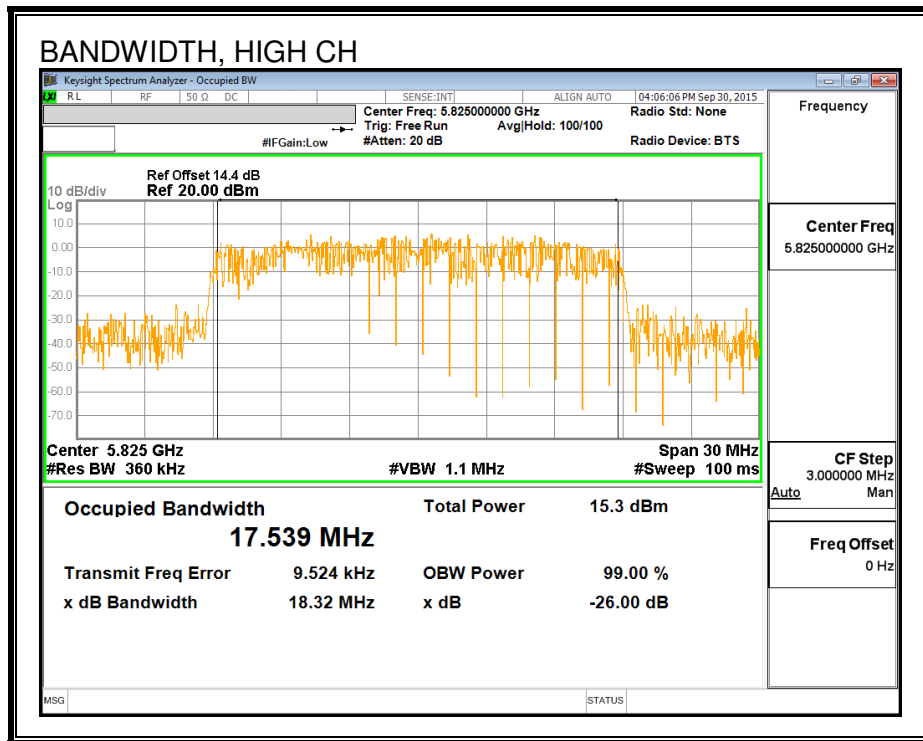 BANDWIDTH, HIGH CH
Keysight Spectrum Analyzer - Occupied BW
LXI RL RF 50 Ω DC SENSE:INT ALIGN AUTO 04:06:06 PM Sep 30, 2015
Center Freq: 5.825000000 GHz Radio Std: None
Trig: Free Run Avg|Hold: 100/100
#IFGain:Low #Atten: 20 dB Radio Device: BTS
Ref Offset 14.4 dB
10 dB/div Ref 20.00 dBm
Log
10.0
0.00
-10.0
-20.0
-30.0
-40.0
-50.0
-60.0
-70.0
Center 5.825 GHz Span 30 MHz
#Res BW 360 kHz #VBW 1.1 MHz #Sweep 100 ms
Occupied Bandwidth Total Power 15.3 dBm
17.539 MHz
Transmit Freq Error 9.524 kHz OBW Power 99.00 %
x dB Bandwidth 18.32 MHz x dB -26.00 dB
MSG STATUS
Frequency
Center Freq
5.825000000 GHz
CF Step
3.000000 MHz
Auto Man
Freq Offset
0 Hz